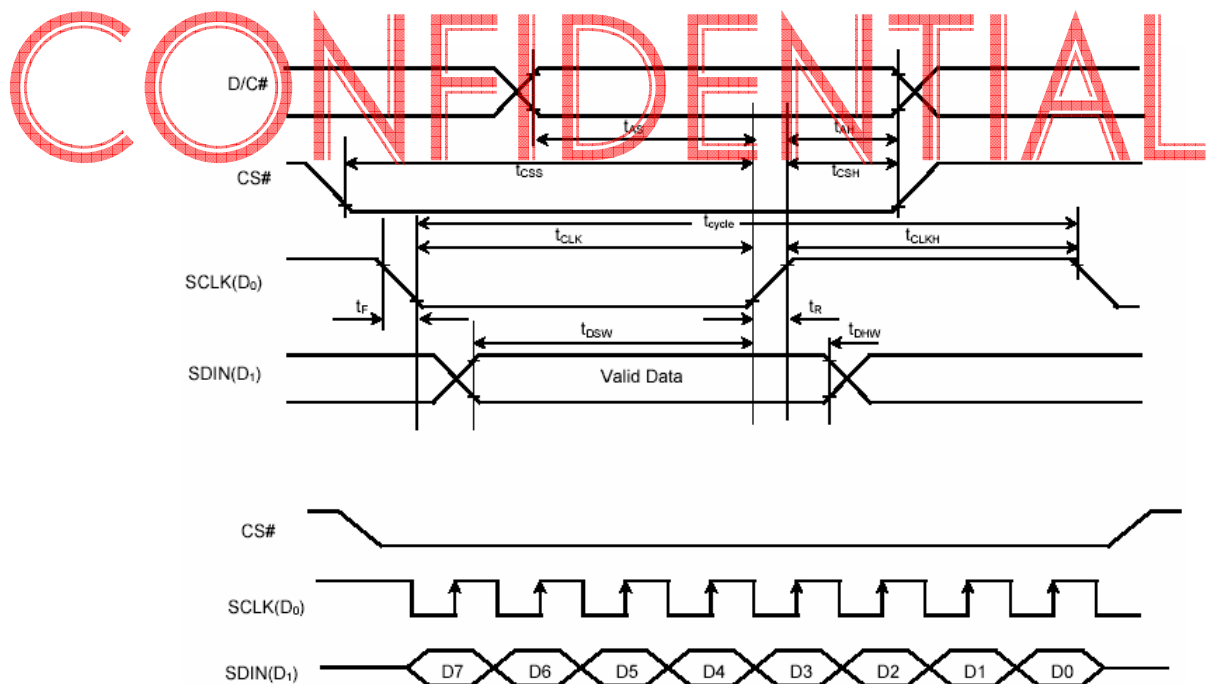 CONFIDENTIAL
D/C#
tAS tAH
CS#
tCSS tCSH
tcycle
tCLK tCLKH
SCLK(D0)
tF tR
tDSW tDHW
SDIN(D1) Valid Data
CS#
SCLK(D0)
SDIN(D1) D7 D6 D5 D4 D3 D2 D1 D0